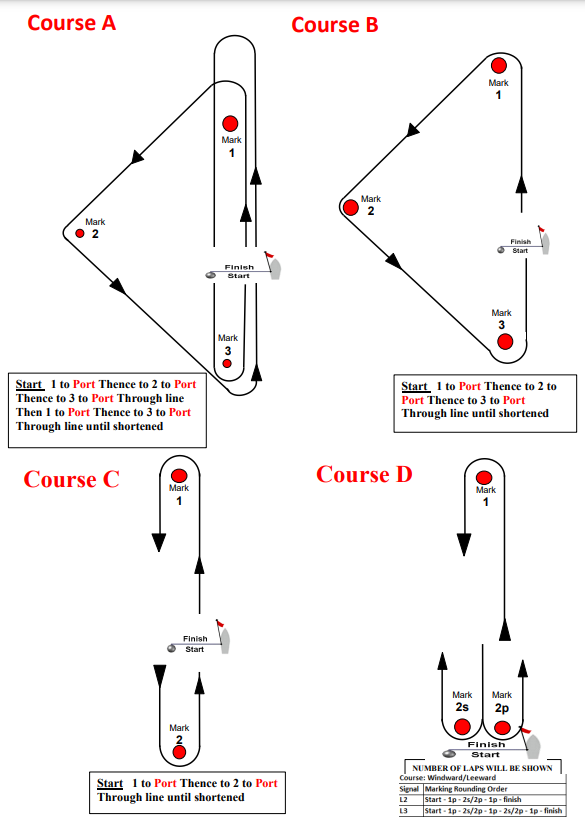 Course A
Mark
1
Mark
2
Finish
Start
Mark
3
Start 1 to Port Thence to 2 to Port
Thence to 3 to Port Through line
Then 1 to Port Thence to 3 to Port
Through line until shortened
Course B
Mark
1
Mark
2
Finish
Start
Mark
3
Start 1 to Port Thence to 2 to
Port Thence to 3 to Port
Through line until shortened
Course C
Mark
1
Finish
Start
Mark
2
Start 1 to Port Thence to 2 to Port
Through line until shortened
Course D
Mark
1
Mark Mark
2s 2p
Finish
Start
NUMBER OF LAPS WILL BE SHOWN
Course: Windward/Leeward
Signal Marking Rounding Order
L2 Start - 1p - 2s/2p - 1p - finish
L3 Start - 1p - 2s/2p - 1p - 2s/2p - 1p - finish